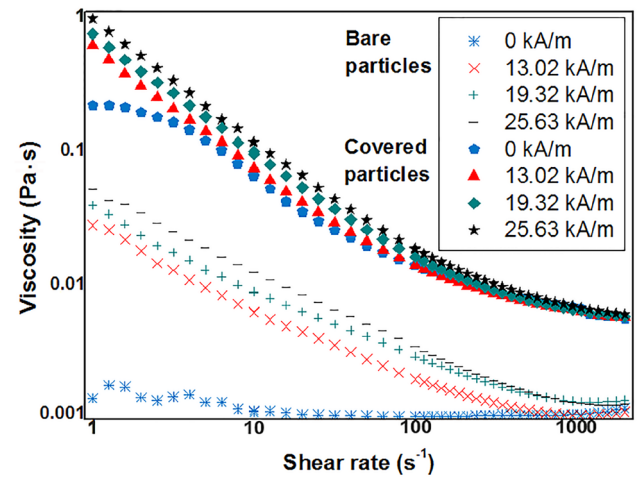 1
0.1
0.01
0.001
Viscosity (Pa·s)
1
10
100
1000
Shear rate (s-1)
Bare
particles
0 kA/m
13.02 kA/m
19.32 kA/m
25.63 kA/m
Covered
particles
0 kA/m
13.02 kA/m
19.32 kA/m
25.63 kA/m